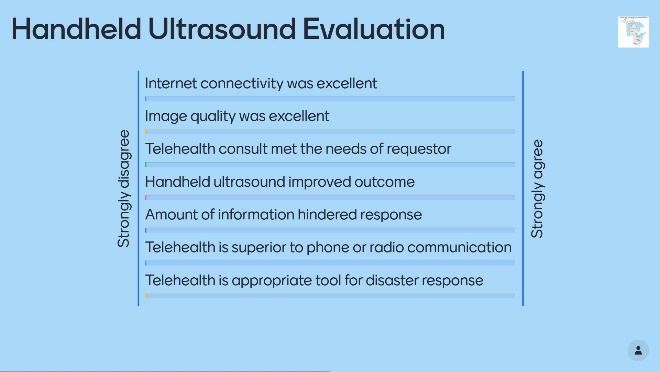 Handheld Ultrasound Evaluation
Strongly disagree
Internet connectivity was excellent
Image quality was excellent
Telehealth consult met the needs of requestor
Handheld ultrasound improved outcome
Amount of information hindered response
Telehealth is superior to phone or radio communication
Telehealth is appropriate tool for disaster response
Strongly agree